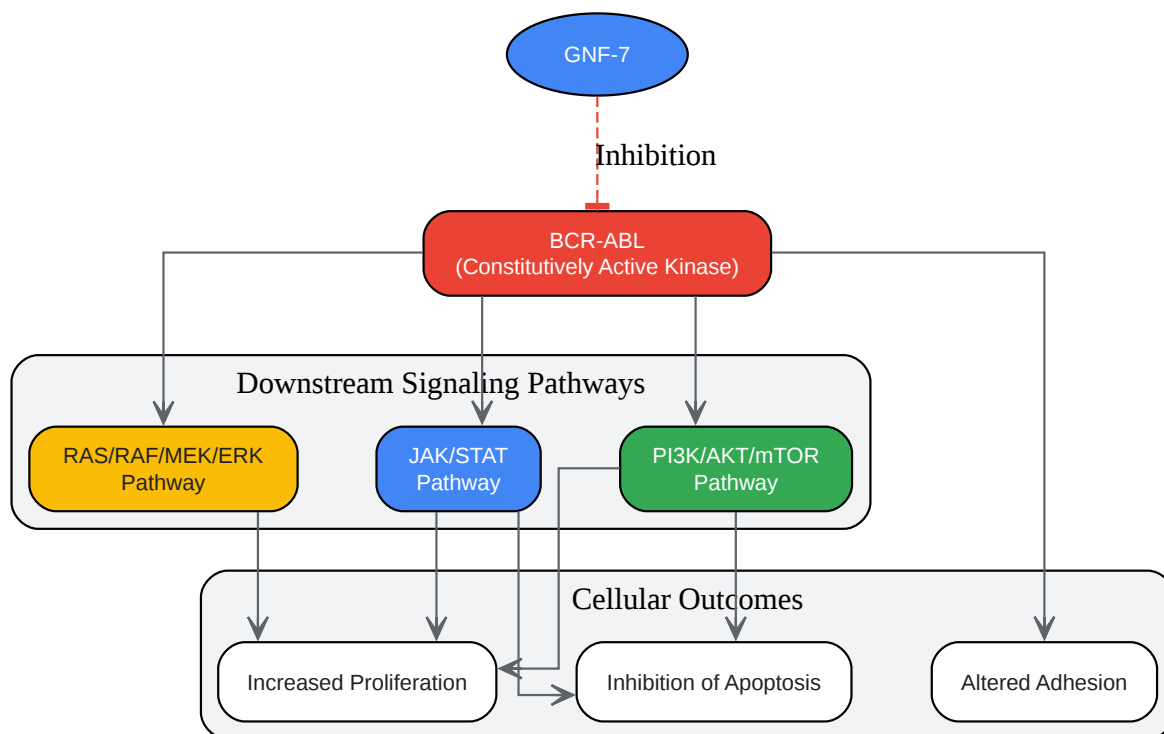 GNF-7
Inhibition
BCR-ABL
(Constitutively Active Kinase)
Downstream Signaling Pathways
RAS/RAF/MEK/ERK
Pathway
JAK/STAT
Pathway
PI3K/AKT/mTOR
Pathway
Cellular Outcomes
Increased Proliferation
Inhibition of Apoptosis
Altered Adhesion